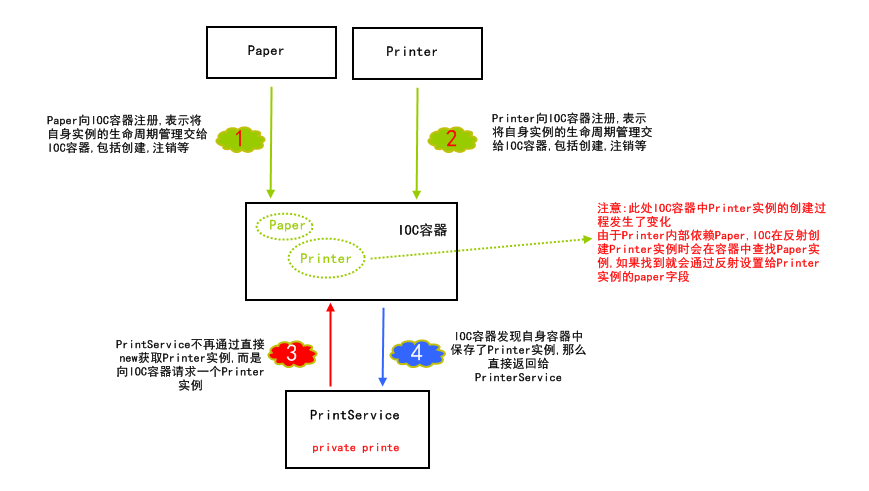 Paper
Printer
Paper向IOC容器注册,表示将
自身实例的生命周期管理交给
IOC容器,包括创建,注销等
1
2
Printer向IOC容器注册,表示
将自身实例的生命周期管理交
给IOC容器,包括创建,注销等
Paper
IOC容器
Printer
注意:此处IOC容器中Printer实例的创建过
程发生了变化
由于Printer内部依赖Paper,IOC在反射创
建Printer实例时会在容器中查找Paper实
例,如果找到就会通过反射设置给Printer
实例的paper字段
PrintService不再通过直接
new获取Printer实例,而是
向IOC容器请求一个Printer
实例
3
4
IOC容器发现自身容器中
保存了Printer实例,那么
直接返回给
PrinterService
PrintService
private printe